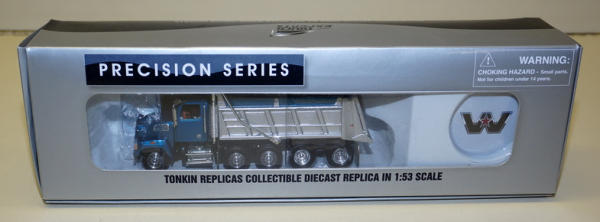 PRECISION SERIES
WARNING:
CHOKING HAZARD - Small parts.
Not for children under 14 years.
W
TONKIN REPLICAS COLLECTIBLE DIECAST REPLICA IN 1:53 SCALE